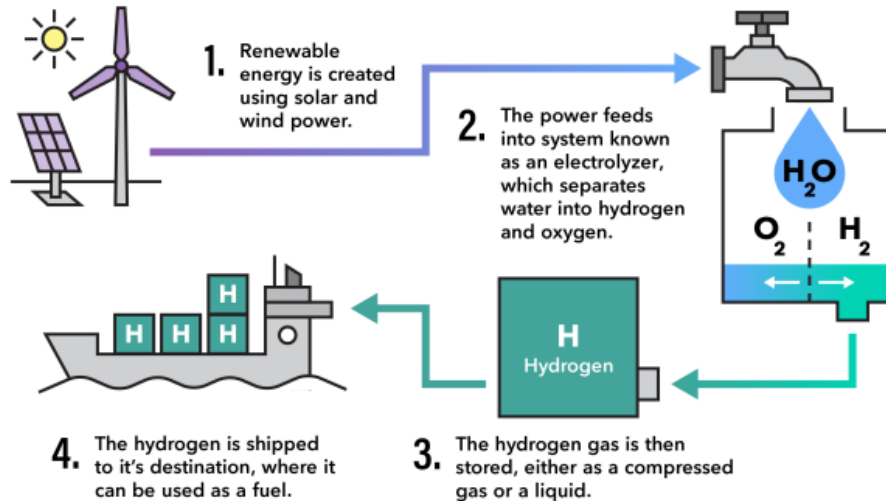 1. Renewable
energy is created
using solar and
wind power.
2. The power feeds
into system known
as an electrolyzer,
which separates
water into hydrogen
and oxygen.
H₂O
O₂ H₂
H
Hydrogen
3. The hydrogen gas is then
stored, either as a compressed
gas or a liquid.
H
H H H
4. The hydrogen is shipped
to it's destination, where it
can be used as a fuel.